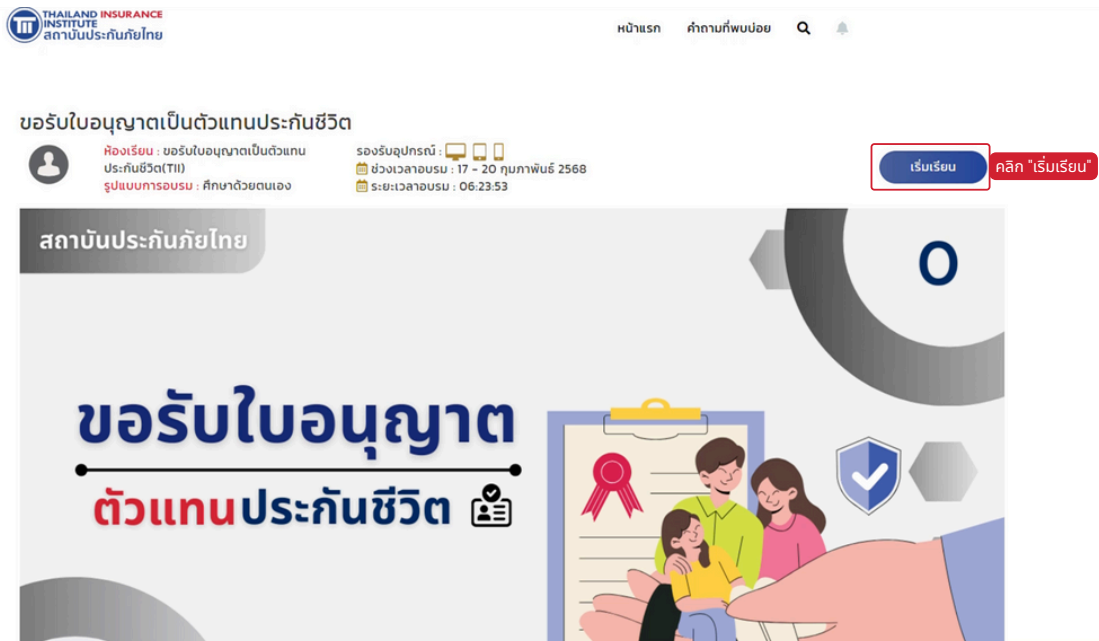 THAILAND INSURANCE
INSTITUTE
สถาบันประกันภัยไทย
หน้าแรก คำถามที่พบบ่อย
ขอรับใบอนุญาตเป็นตัวแทนประกันชีวิต
ห้องเรียน : ขอรับใบอนุญาตเป็นตัวแทน
ประกันชีวิต(TII)
รูปแบบการอบรม : ศึกษาด้วยตนเอง
รองรับอุปกรณ์ :
ช่วงเวลาอบรม : 17 - 20 กุมภาพันธ์ 2568
ระยะเวลาอบรม : 06:23:53
เริ่มเรียน
คลิก "เริ่มเรียน"
สถาบันประกันภัยไทย
O
ขอรับใบอนุญาต
ตัวแทนประกันชีวิต